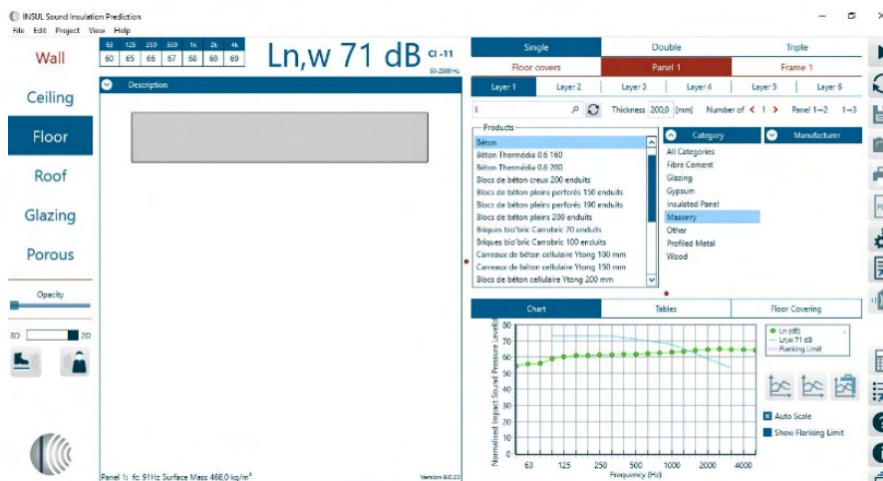 INSUL Sound Insulation Prediction
File Edit Project View Help
Wall
Ceiling
Floor
Roof
Glazing
Porous
Opacity
3D 2D
63 125 250 500 1k 2k 4k
60 65 66 67 68 69 69
Ln,w 71 dB CI -11
50-2500 Hz
Description
Panel 1: fc: 91Hz Surface Mass 468,0 kg/m²
Version 9.0.23
Single Double Triple
Floor covers Panel 1 Frame 1
Layer 1 Layer 2 Layer 3 Layer 4 Layer 5 Layer 6
Thickness 200,0 [mm] Number of < 1 > Panel 1--2 1--3
Products
Béton
Béton Thermédia 0.6 160
Béton Thermédia 0.6 200
Blocs de béton creux 200 enduits
Blocs de béton pleins perforés 150 enduits
Blocs de béton pleins perforés 190 enduits
Blocs de béton pleins 200 enduits
Briques bio'bric Carrobric 70 enduits
Briques bio'bric Carrobric 100 enduits
Carreaux de béton cellulaire Ytong 100 mm
Carreaux de béton cellulaire Ytong 150 mm
Blocs de béton cellulaire Ytong 200 mm
Category
All Categories
Fibre Cement
Glazing
Gypsum
Insulated Panel
Masonry
Other
Profiled Metal
Wood
Manufacturer
Chart Tables Floor Covering
Normalised Impact Sound Pressure Level(dB)
80
70
60
50
40
30
20
10
0
63 125 250 500 1000 2000 4000
Frequency (Hz)
Ln (dB)
Ln,w 71 dB
Flanking Limit
Auto Scale
Show Flanking Limit